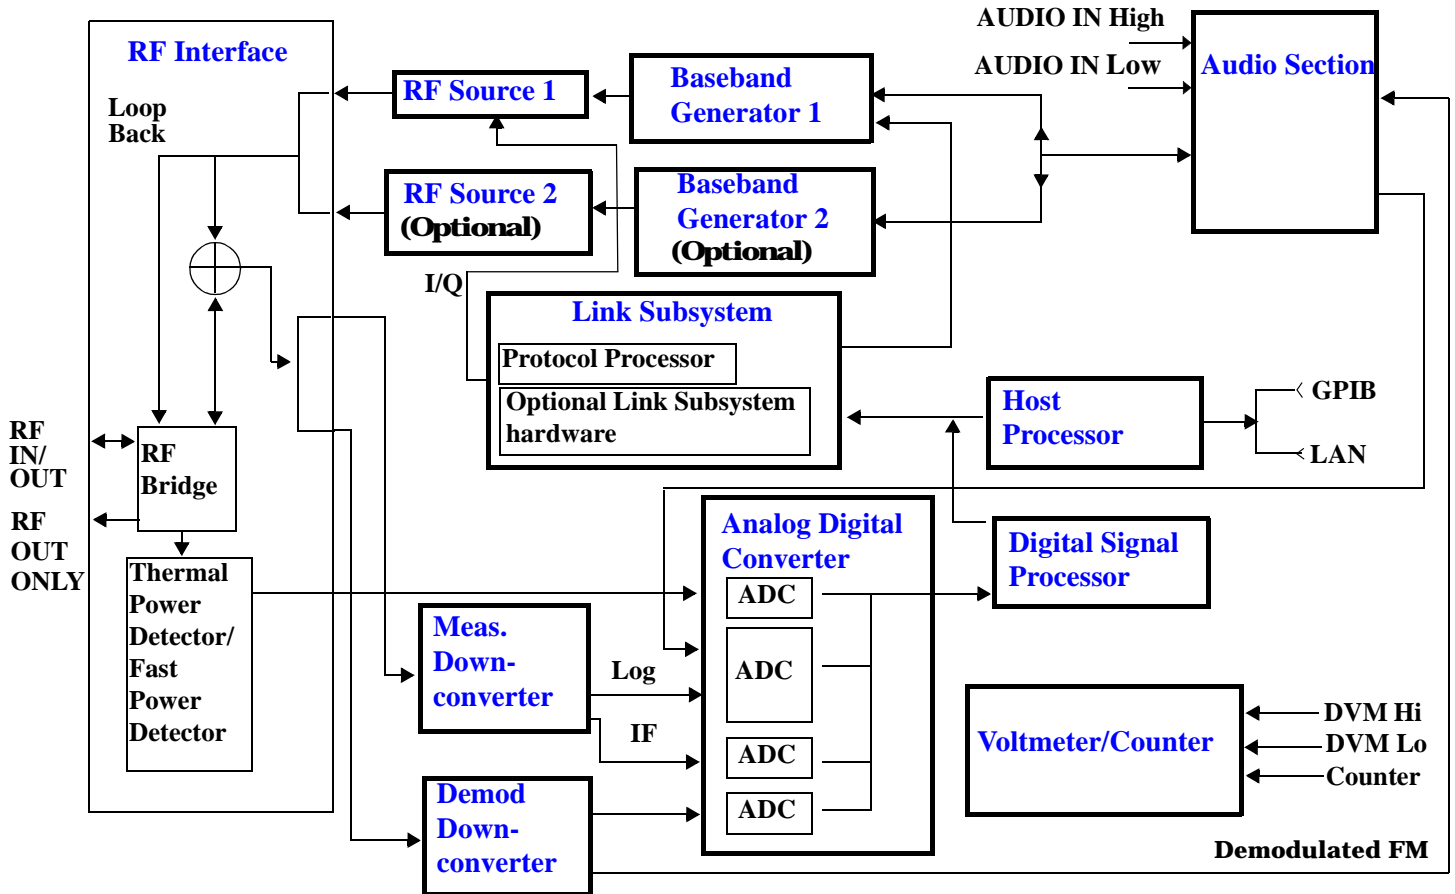 AUDIO IN High
AUDIO IN Low
Audio Section
RF Interface
Loop
Back
RF Source 1
Baseband
Generator 1
RF Source 2
(Optional)
Baseband
Generator 2
(Optional)
I/Q
Link Subsystem
Protocol Processor
Optional Link Subsystem
hardware
Host
Processor
GPIB
LAN
RF
IN/
OUT
RF
Bridge
RF
OUT
ONLY
Thermal
Power
Detector/
Fast
Power
Detector
Analog Digital
Converter
ADC
ADC
ADC
ADC
Digital Signal
Processor
Meas.
Down-
converter
Log
IF
Demod
Down-
converter
Voltmeter/Counter
DVM Hi
DVM Lo
Counter
Demodulated FM